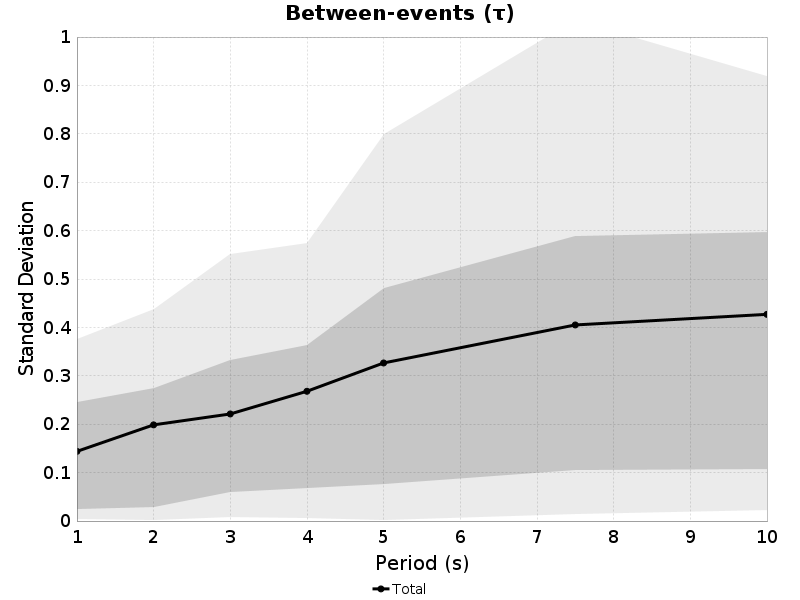 Between-events (τ)
1
0.9
0.8
0.7
0.6
0.5
0.4
0.3
0.2
0.1
0
Standard Deviation
1 2 3 4 5 6 7 8 9 10
Period (s)
Total